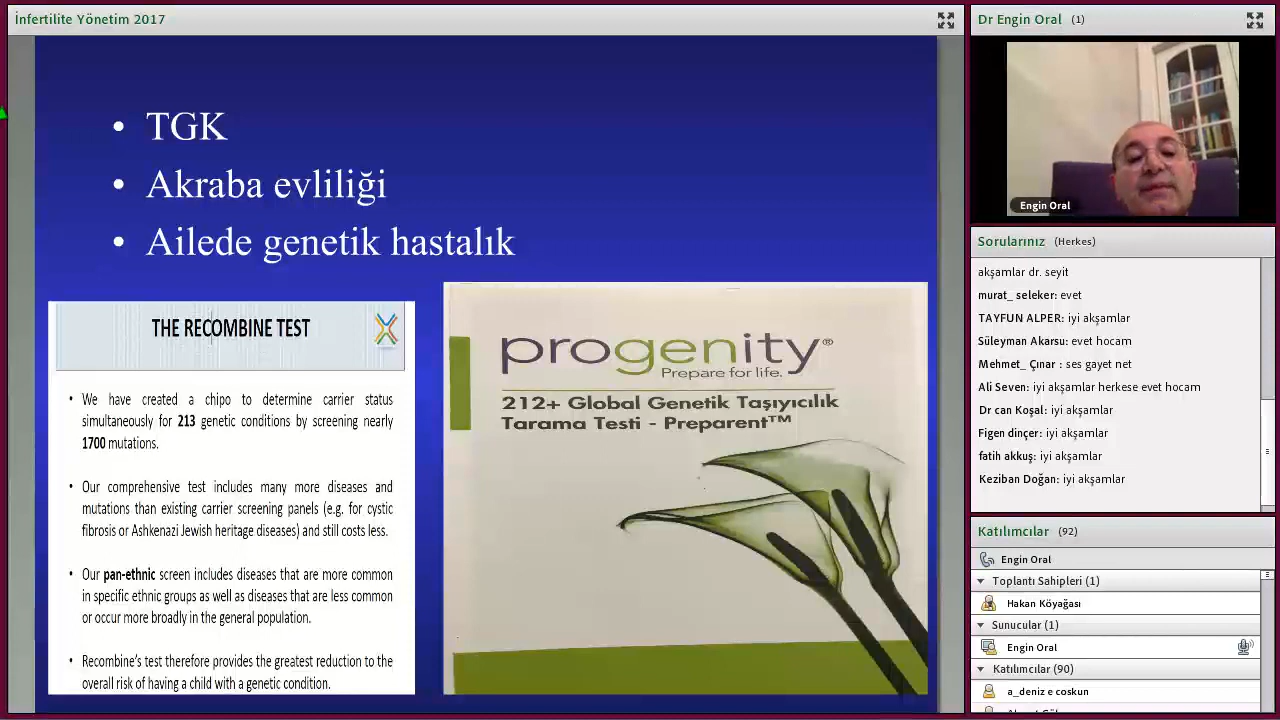 İnfertilite Yönetim 2017
• TGK
• Akraba evliliği
• Ailede genetik hastalık
THE RECOMBINE TEST
• We have created a chipo to determine carrier status
simultaneously for 213 genetic conditions by screening nearly
1700 mutations.
• Our comprehensive test includes many more diseases and
mutations than existing carrier screening panels (e.g. for cystic
fibrosis or Ashkenazi Jewish heritage diseases) and still costs less.
• Our pan-ethnic screen includes diseases that are more common
in specific ethnic groups as well as diseases that are less common
or occur more broadly in the general population.
• Recombine's test therefore provides the greatest reduction to the
overall risk of having a child with a genetic condition.
progenity®
Prepare for life.
212+ Global Genetik Taşıyıcılık
Tarama Testi - Preparent™
Dr Engin Oral (1)
Engin Oral
Sorularınız (Herkes)
akşamlar dr. seyit
murat_ seleker: evet
TAYFUN ALPER: iyi akşamlar
Süleyman Akarsu: evet hocam
Mehmet_ Çınar : ses gayet net
Ali Seven: iyi akşamlar herkese evet hocam
Dr can Koşal: iyi akşamlar
Figen dinçer: iyi akşamlar
fatih akkuş: iyi akşamlar
Keziban Doğan: iyi akşamlar
Katılımcılar (92)
Engin Oral
Toplantı Sahipleri (1)
Hakan Köyağası
Sunucular (1)
Engin Oral
Katılımcılar (90)
a_deniz e coskun